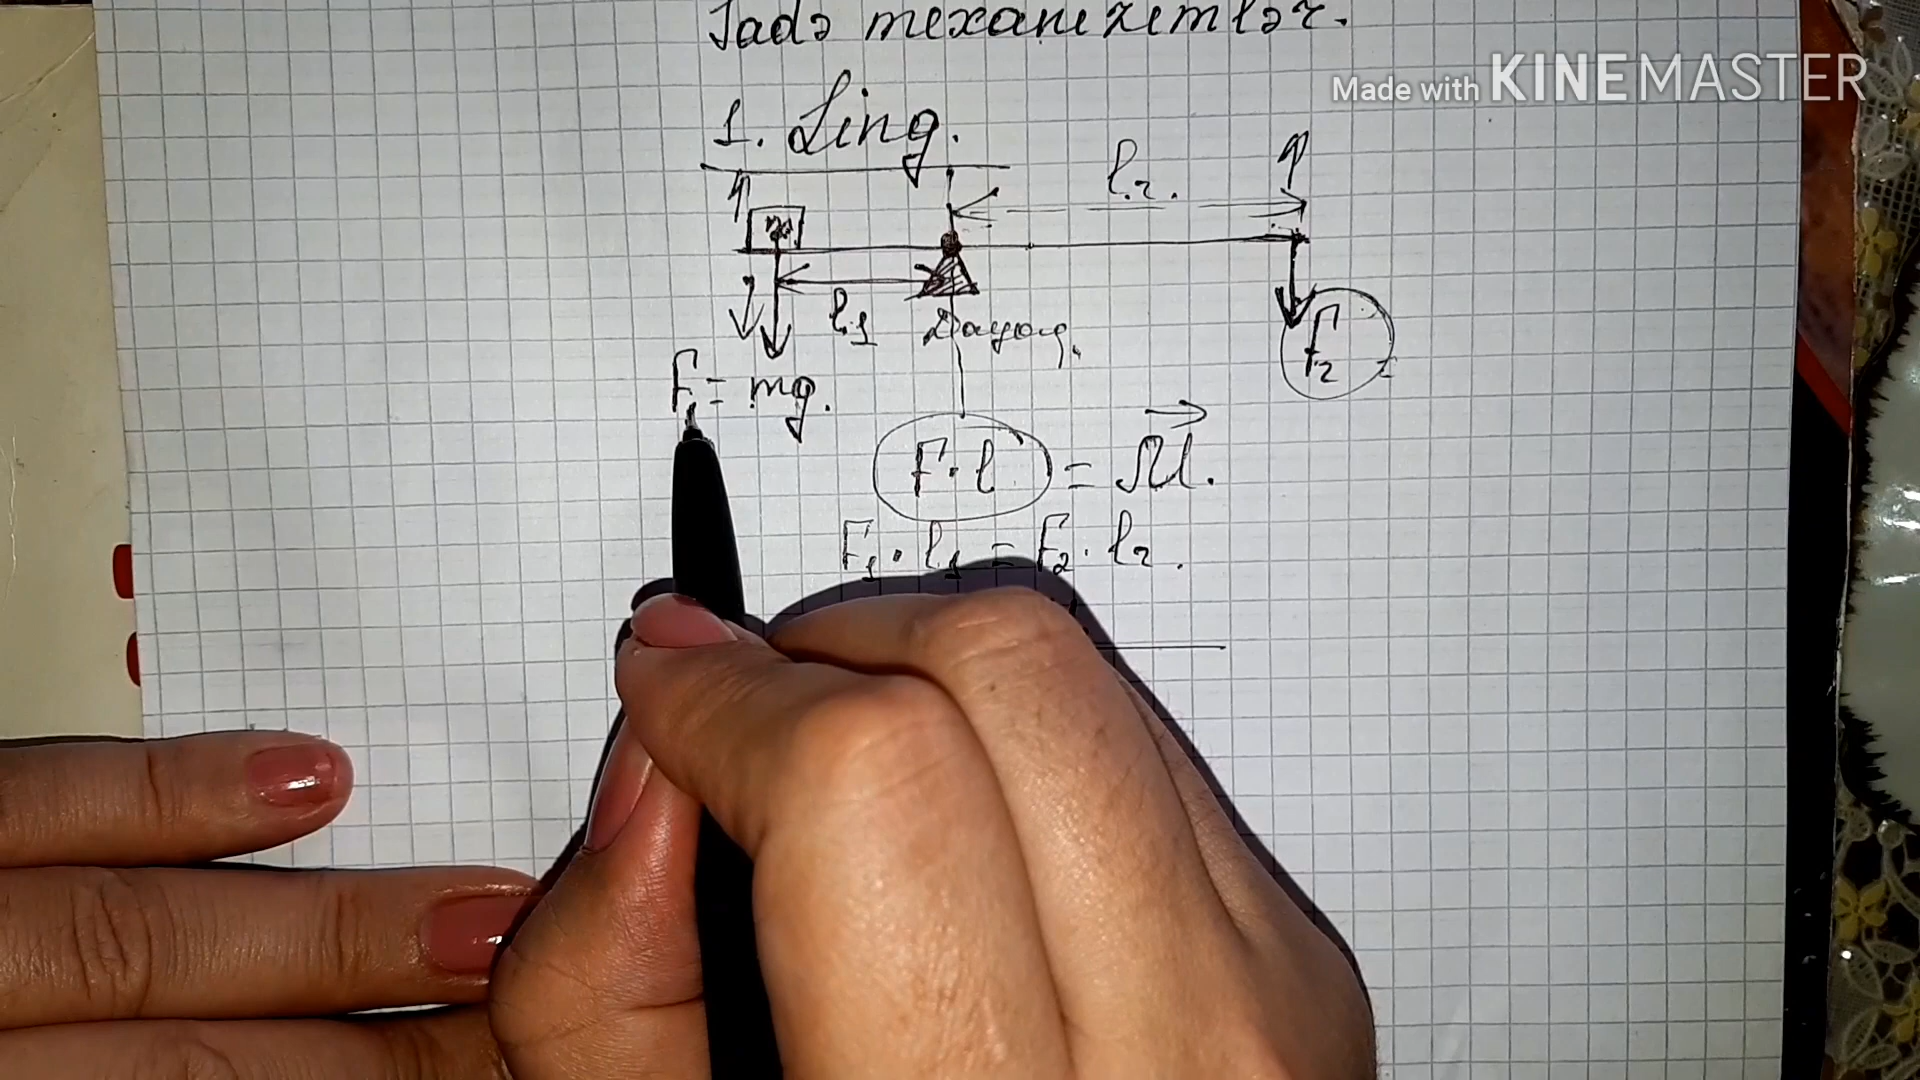 Sadə mexanizmlər.
Made with KINEMASTER
1. Ling.
l₂.
m
l₁
Dayaq.
F₂ =
F₁ = mg.
F·l = M.
F₁·l₁ = F₂·l₂.